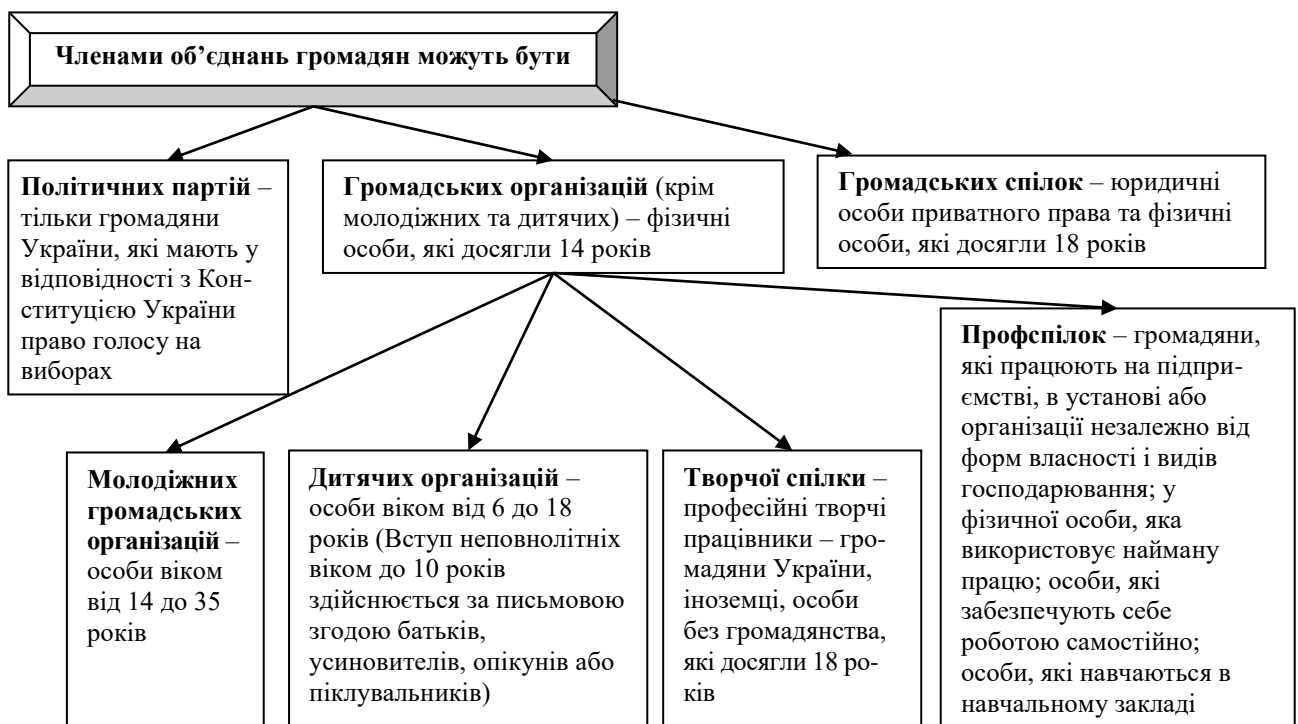 Членами об’єднань громадян можуть бути
Політичних партій –
тільки громадяни
України, які мають у
відповідності з Кон-
ституцією України
право голосу на
виборах
Громадських організацій (крім
молодіжних та дитячих) – фізичні
особи, які досягли 14 років
Громадських спілок – юридичні
особи приватного права та фізичні
особи, які досягли 18 років
Молодіжних
громадських
організацій –
особи віком
від 14 до 35
років
Дитячих організацій –
особи віком від 6 до 18
років (Вступ неповнолітніх
віком до 10 років
здійснюється за письмовою
згодою батьків,
усиновителів, опікунів або
піклувальників)
Творчої спілки –
професійні творчі
працівники – гро-
мадяни України,
іноземці, особи
без громадянства,
які досягли 18 ро-
ків
Профспілок – громадяни,
які працюють на підпри-
ємстві, в установі або
організації незалежно від
форм власності і видів
господарювання; у
фізичної особи, яка
використовує найману
працю; особи, які
забезпечують себе
роботою самостійно;
особи, які навчаються в
навчальному закладі